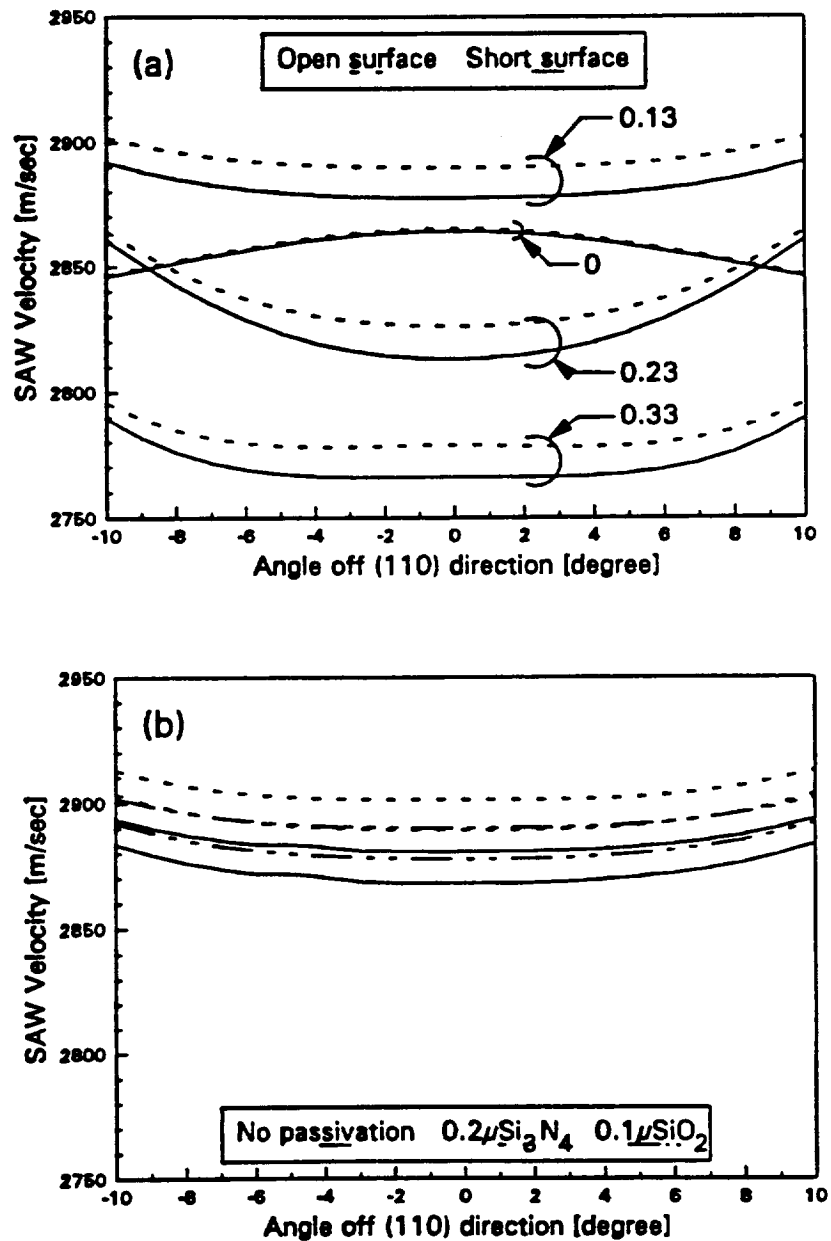 (a)
Open surface Short surface
2950
2900
2850
2800
2750
SAW Velocity [m/sec]
0.13
0
0.23
0.33
-10 -8 -6 -4 -2 0 2 4 6 8 10
Angle off (110) direction [degree]
(b)
2950
2900
2850
2800
2750
SAW Velocity [m/sec]
No passivation 0.2μSi₃N₄ 0.1μSiO₂
-10 -8 -6 -4 -2 0 2 4 6 8 10
Angle off (110) direction [degree]